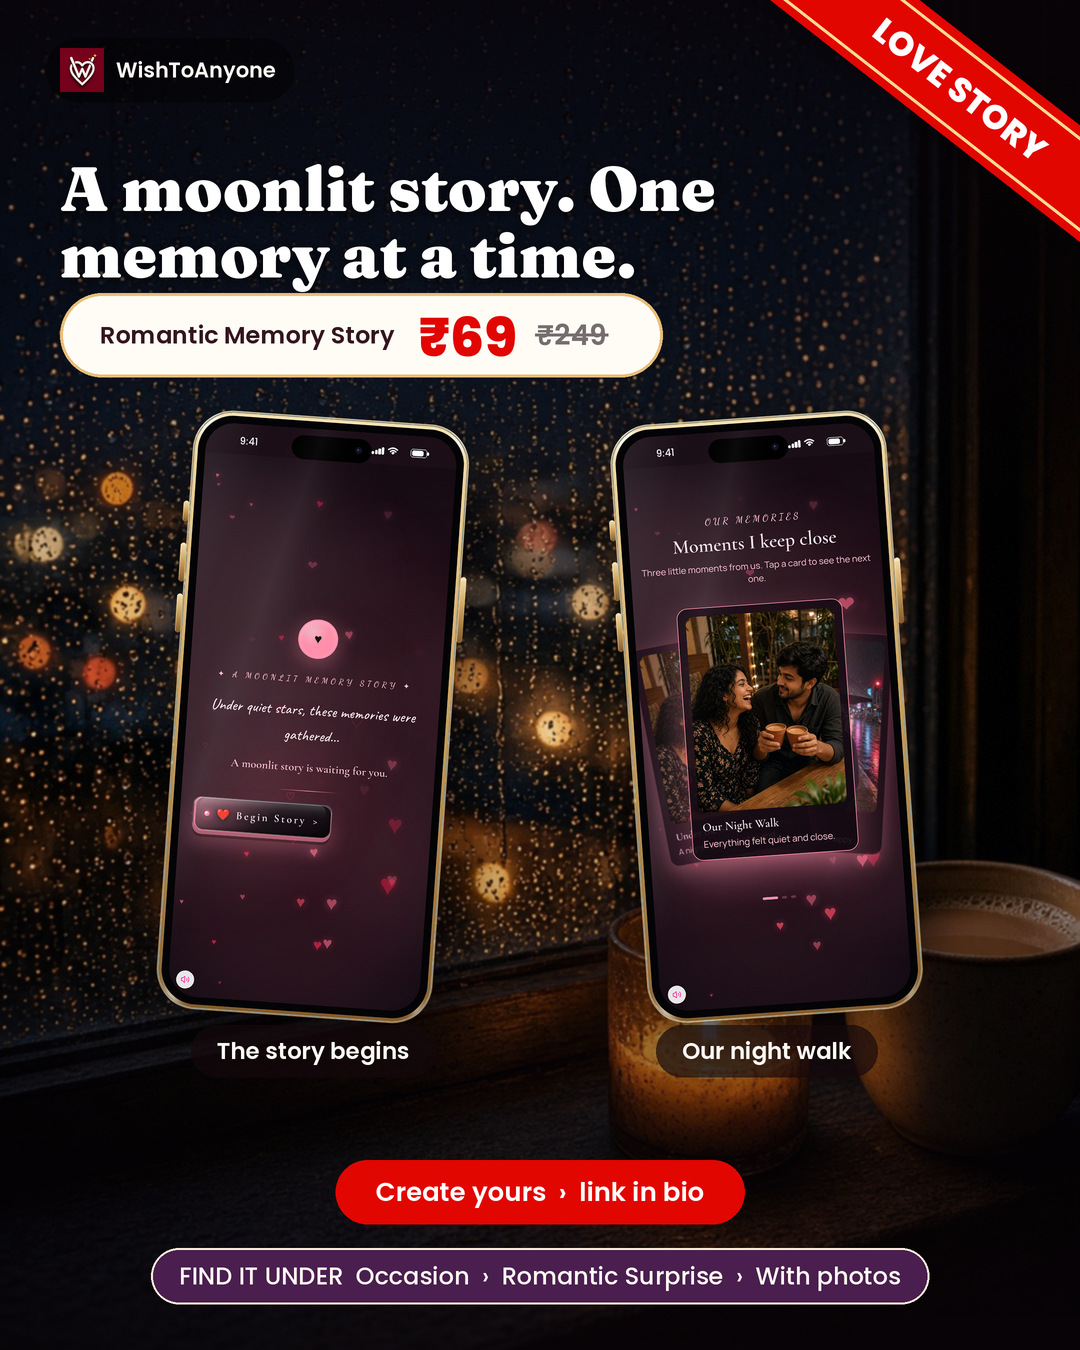 WishToAnyone
LOVE STORY
A moonlit story. One
memory at a time.
Romantic Memory Story ₹69 ₹249
9:41
✦ A MOONLIT MEMORY STORY ✦
Under quiet stars, these memories were
gathered...
A moonlit story is waiting for you.
❤️ Begin Story >
9:41
OUR MEMORIES
Moments I keep close
Three little moments from us. Tap a card to see the next
one.
Our Night Walk
Everything felt quiet and close.
The story begins
Our night walk
Create yours › link in bio
FIND IT UNDER Occasion › Romantic Surprise › With photos